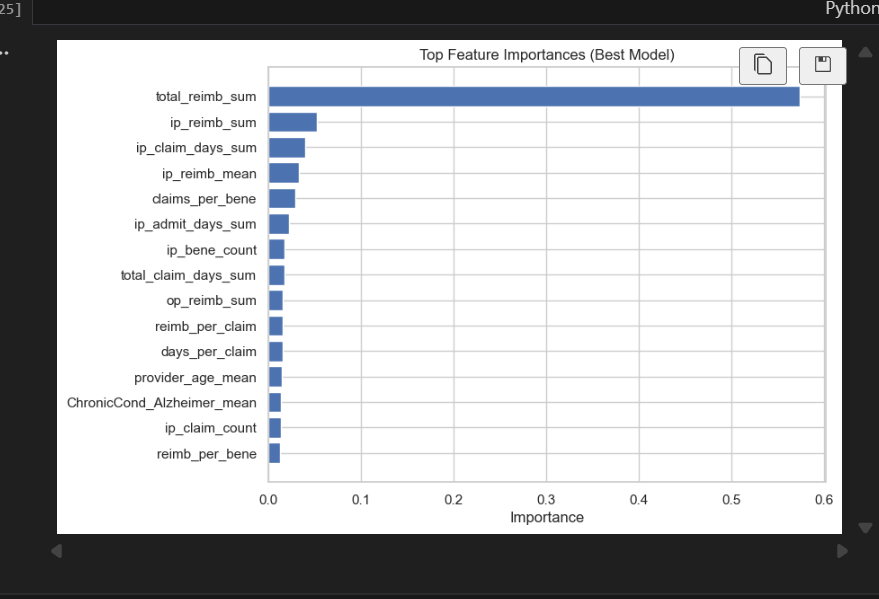 25]
Python
..
Top Feature Importances (Best Model)
total_reimb_sum
ip_reimb_sum
ip_claim_days_sum
ip_reimb_mean
claims_per_bene
ip_admit_days_sum
ip_bene_count
total_claim_days_sum
op_reimb_sum
reimb_per_claim
days_per_claim
provider_age_mean
ChronicCond_Alzheimer_mean
ip_claim_count
reimb_per_bene
0.0 0.1 0.2 0.3 0.4 0.5 0.6
Importance